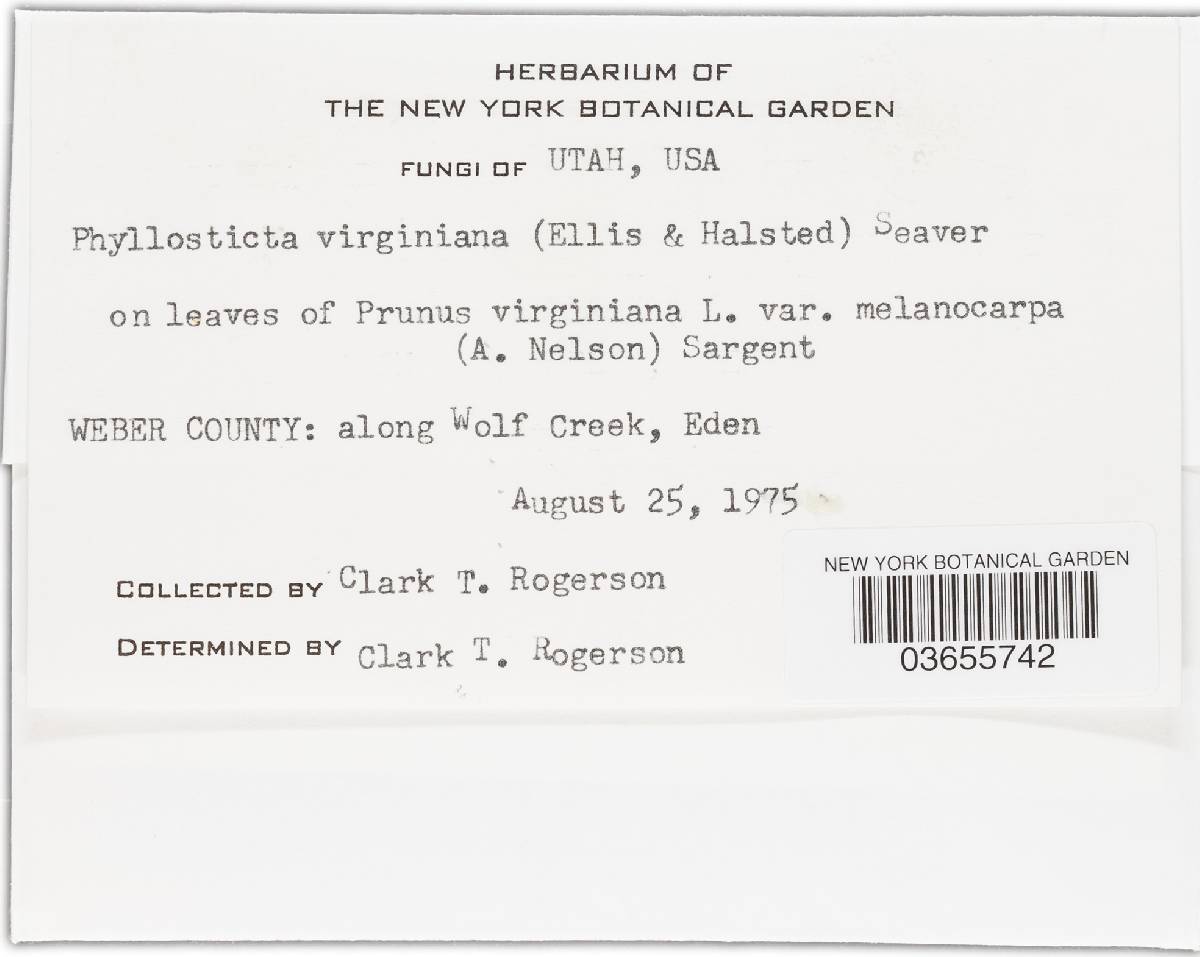 HERBARIUM OF
THE NEW YORK BOTANICAL GARDEN
FUNGI OF UTAH, USA
Phyllosticta virginiana (Ellis & Halsted) Seaver
on leaves of Prunus virginiana L. var. melanocarpa
(A. Nelson) Sargent
WEBER COUNTY: along Wolf Creek, Eden
August 25, 1975
COLLECTED BY Clark T. Rogerson
DETERMINED BY Clark T. Rogerson
NEW YORK BOTANICAL GARDEN
03655742